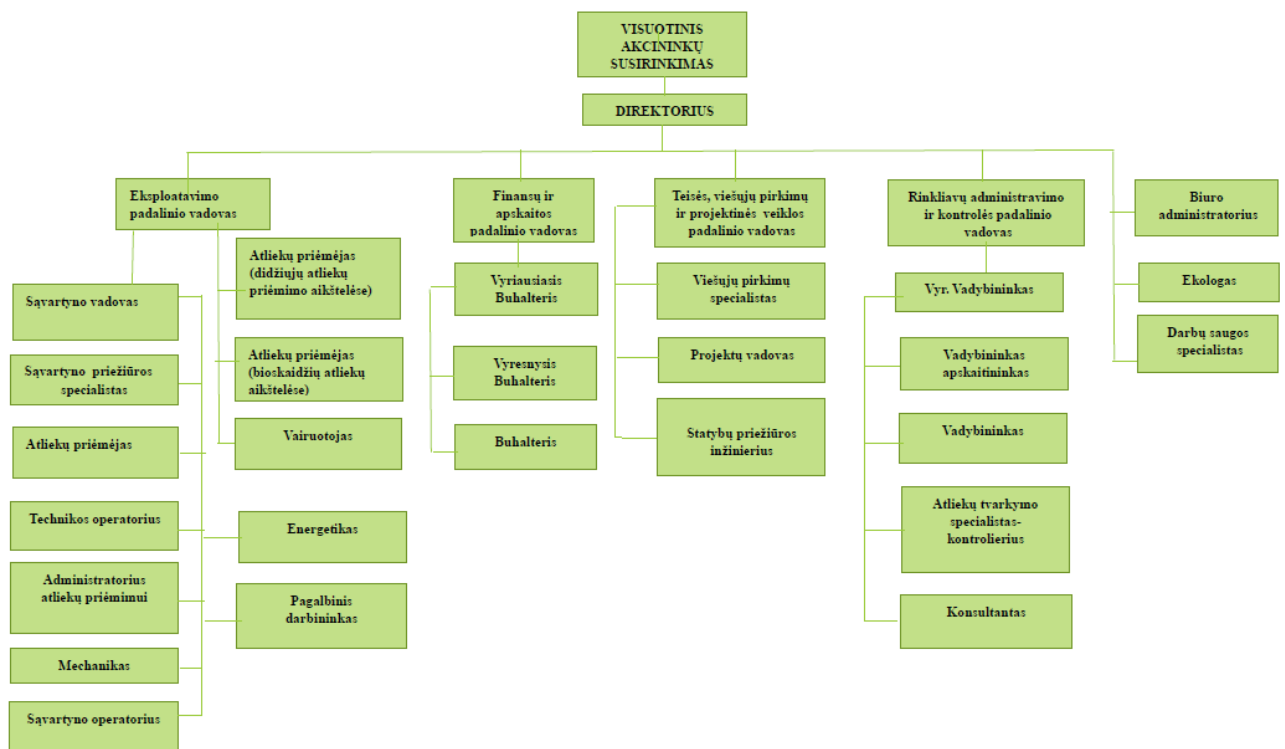 VISUOTINIS
AKCININKŲ
SUSIRINKIMAS
DIREKTORIUS
Eksploatavimo
padalinio vadovas
Finansų ir
apskaitos
padalinio vadovas
Teisės, viešųjų pirkimų
ir projektinės veiklos
padalinio vadovas
Rinkliavų administravimo
ir kontrolės padalinio
vadovas
Biuro
administratorius
Ekologas
Darbų saugos
specialistas
Sąvartyno vadovas
Sąvartyno priežiūros
specialistas
Atliekų priėmėjas
Technikos operatorius
Administratorius
atliekų priėmimui
Mechanikas
Sąvartyno operatorius
Atliekų priėmėjas
(didžiųjų atliekų
priėmimo aikštelėse)
Atliekų priėmėjas
(bioskaidžių atliekų
aikštelėse)
Vairuotojas
Energetikas
Pagalbinis
darbininkas
Vyriausiasis
Buhalteris
Vyresnysis
Buhalteris
Buhalteris
Viešųjų pirkimų
specialistas
Projektų vadovas
Statybų priežiūros
inžinierius
Vyr. Vadybininkas
Vadybininkas
apskaitininkas
Vadybininkas
Atliekų tvarkymo
specialistas-
kontrolierius
Konsultantas